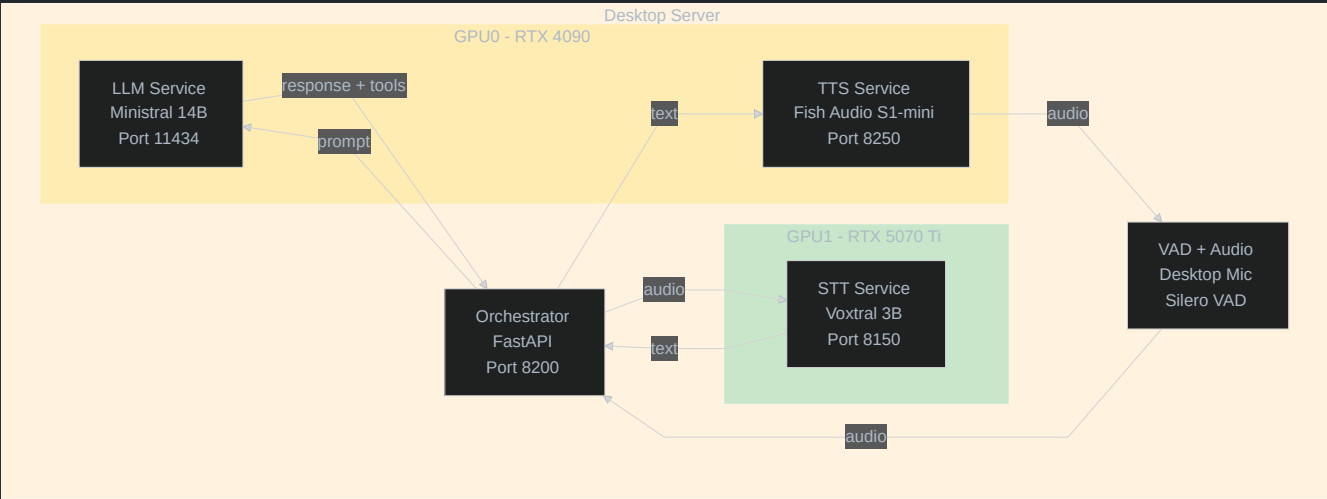 Desktop Server
GPU0 - RTX 4090
LLM Service
Ministral 14B
Port 11434
response + tools
prompt
text
TTS Service
Fish Audio S1-mini
Port 8250
audio
GPU1 - RTX 5070 Ti
STT Service
Voxtral 3B
Port 8150
VAD + Audio
Desktop Mic
Silero VAD
Orchestrator
FastAPI
Port 8200
audio
text
audio